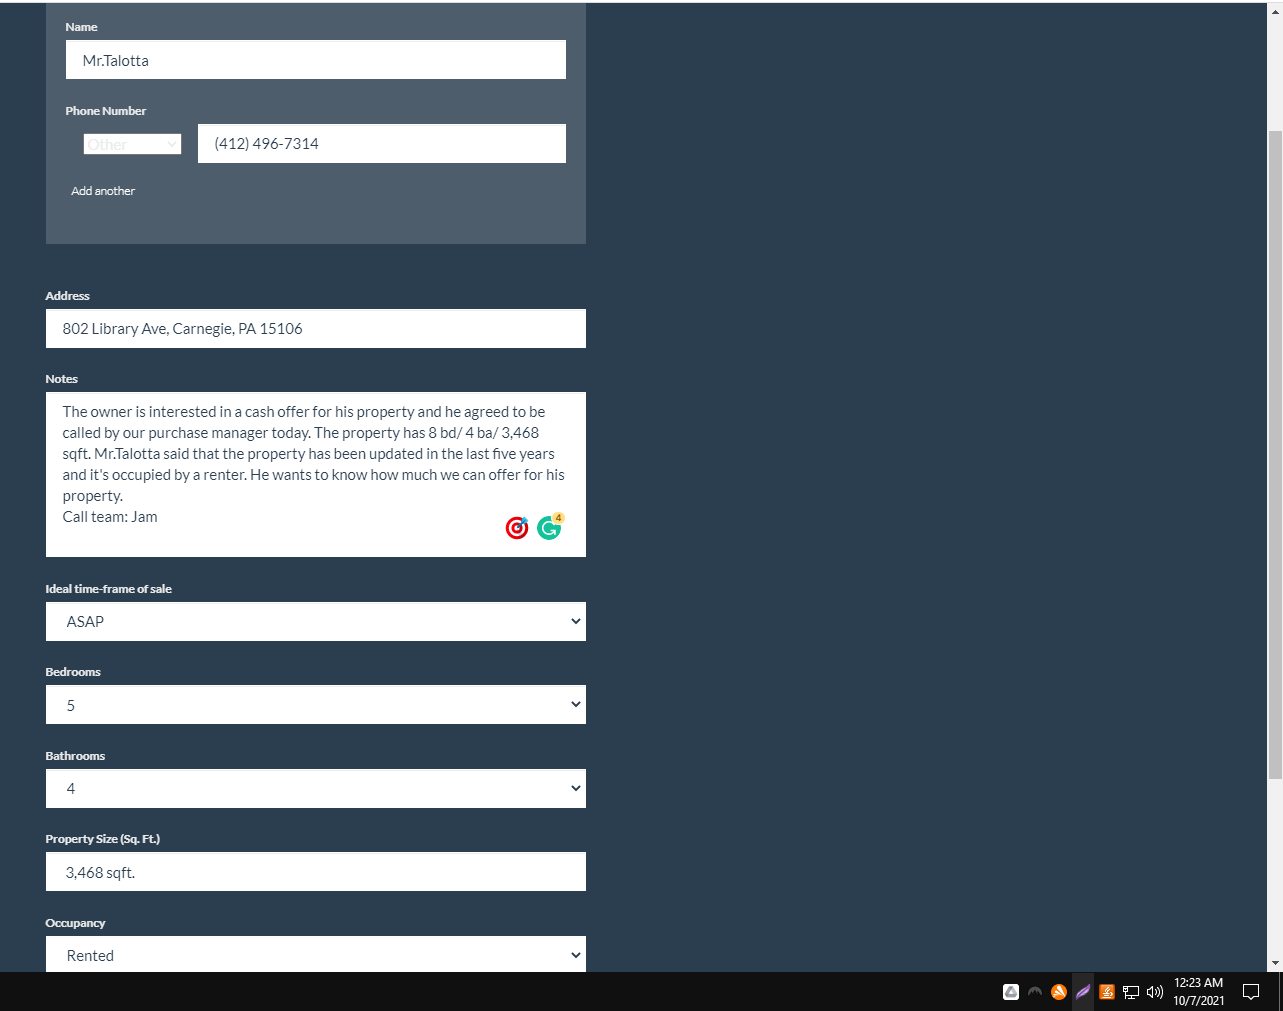 Name
Mr.Talotta
Phone Number
Other
(412) 496-7314
Add another
Address
802 Library Ave, Carnegie, PA 15106
Notes
The owner is interested in a cash offer for his property and he agreed to be
called by our purchase manager today. The property has 8 bd/ 4 ba/ 3,468
sqft. Mr.Talotta said that the property has been updated in the last five years
and it's occupied by a renter. He wants to know how much we can offer for his
property.
Call team: Jam
4
Ideal time-frame of sale
ASAP
Bedrooms
5
Bathrooms
4
Property Size (Sq. Ft.)
3,468 sqft.
Occupancy
Rented
12:23 AM
10/7/2021